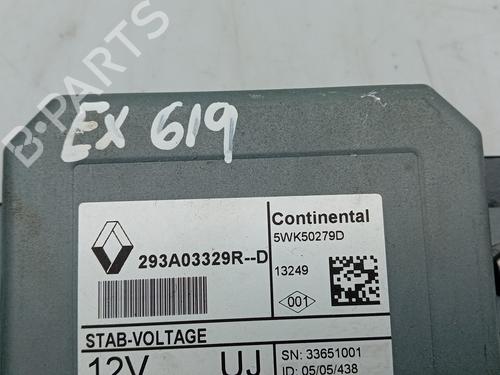 B-PARTS
EX 619
Continental
5WK50279D
293A03329R--D
13249
001
STAB-VOLTAGE
12V UJ
SN: 33651001
ID: 05/05/438